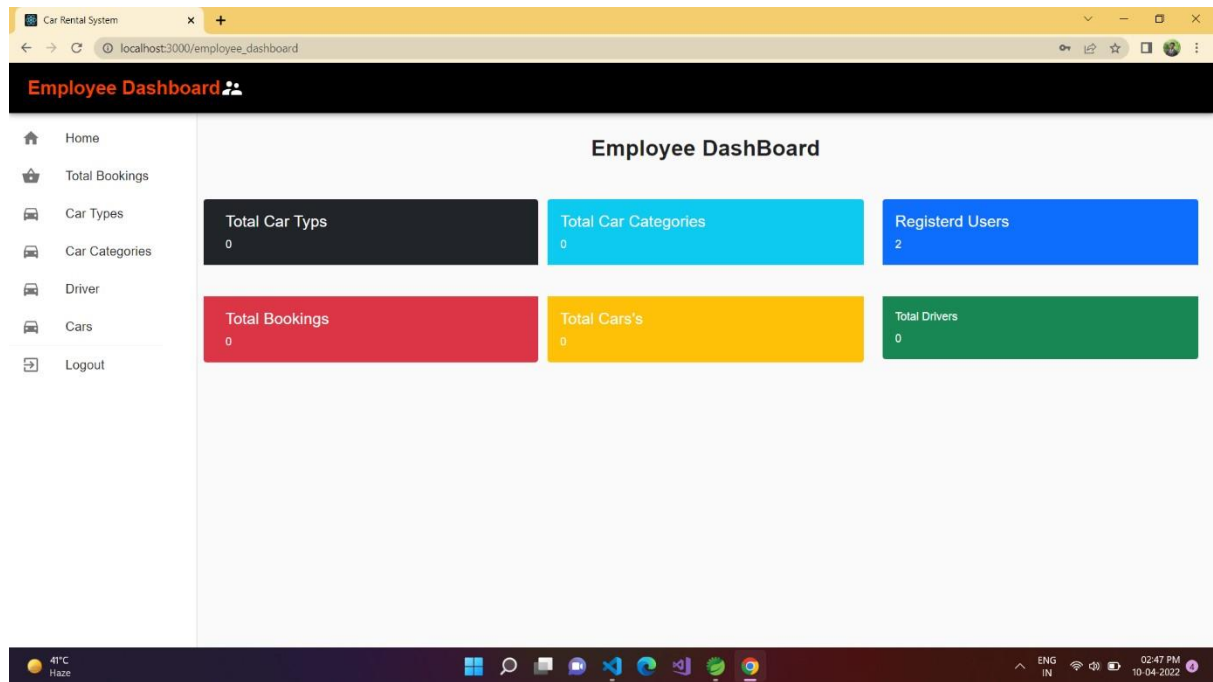 Car Rental System
localhost:3000/employee_dashboard
Employee Dashboard
Home
Total Bookings
Car Types
Car Categories
Driver
Cars
Logout
Employee DashBoard
Total Car Typs
0
Total Car Categories
0
Registerd Users
2
Total Bookings
0
Total Cars's
0
Total Drivers
0
41°C
Haze
ENG
IN
02:47 PM
10-04-2022
4